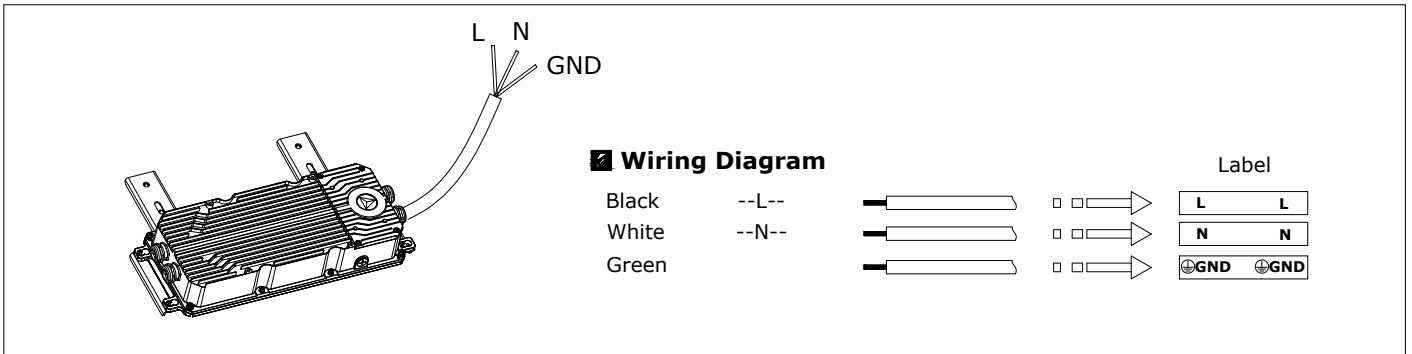 L N
GND
Wiring Diagram
Label
Black --L-- L L
White --N-- N N
Green GND GND